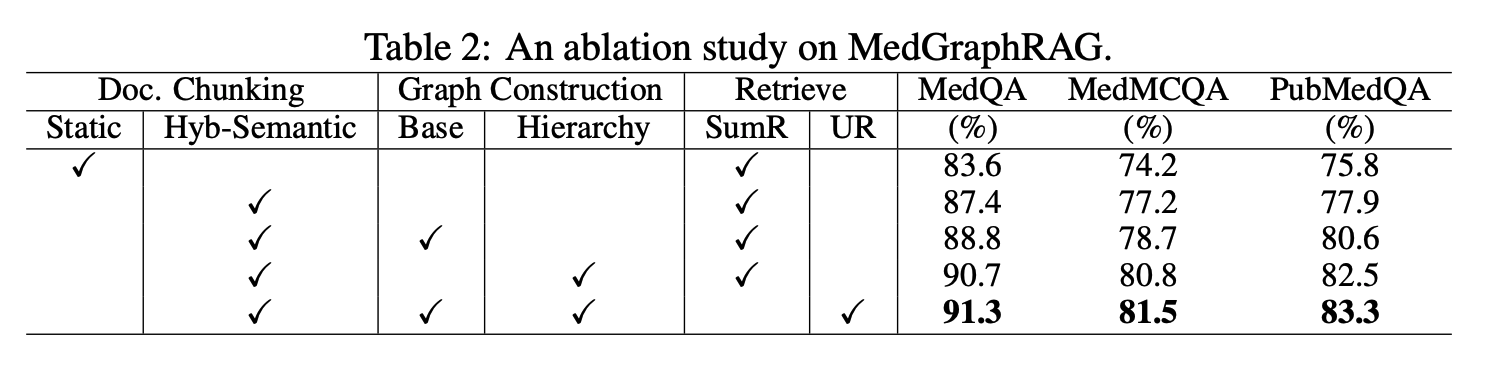 Table 2: An ablation study on MedGraphRAG.
Doc. Chunking Graph Construction Retrieve MedQA MedMCQA PubMedQA
Static Hyb-Semantic Base Hierarchy SumR UR (%) (%) (%)
✓ ✓ 83.6 74.2 75.8
✓ ✓ 87.4 77.2 77.9
✓ ✓ ✓ 88.8 78.7 80.6
✓ ✓ ✓ 90.7 80.8 82.5
✓ ✓ ✓ ✓ 91.3 81.5 83.3